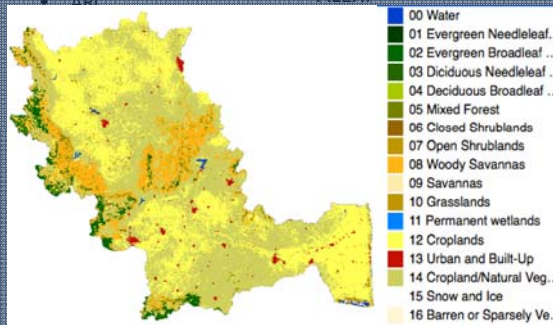 00 Water
01 Evergreen Needleleaf.
02 Evergreen Broadleaf ..
03 Diciduous Needleleaf
04 Deciduous Broadleaf ..
05 Mixed Forest
06 Closed Shrublands
07 Open Shrublands
08 Woody Savannas
09 Savannas
10 Grasslands
11 Permanent wetlands
12 Croplands
13 Urban and Built-Up
14 Cropland/Natural Veg..
15 Snow and Ice
16 Barren or Sparsely Ve.